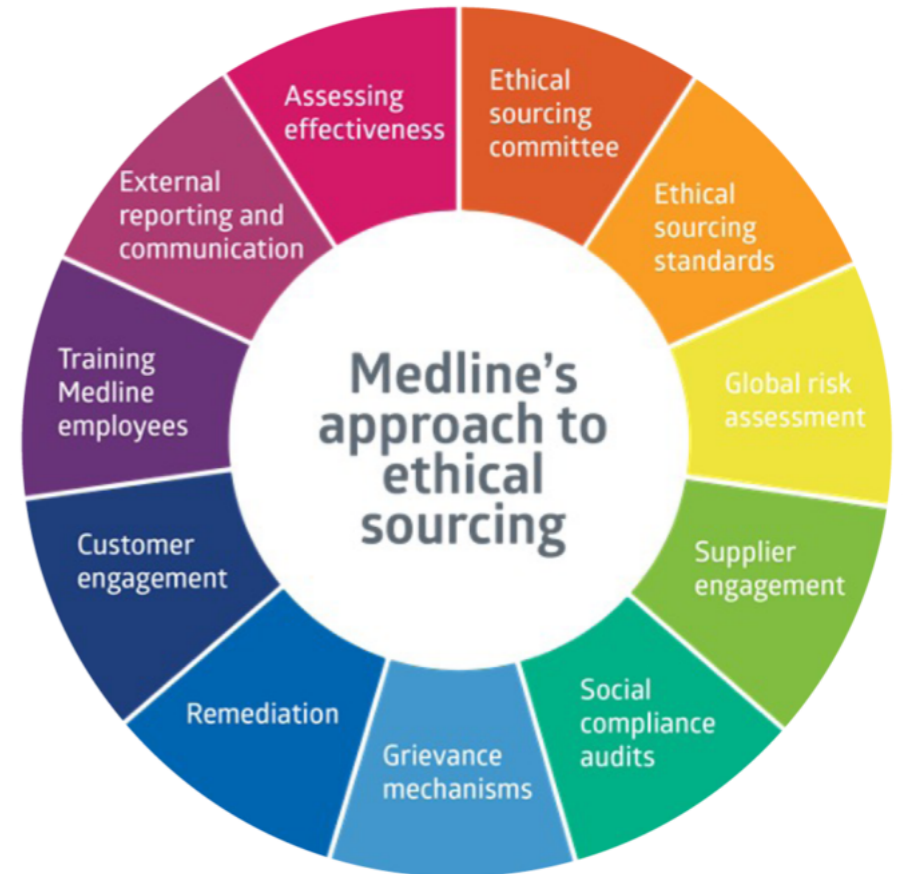 Medline’s
approach to
ethical
sourcing
Ethical
sourcing
committee
Ethical
sourcing
standards
Global risk
assessment
Supplier
engagement
Social
compliance
audits
Grievance
mechanisms
Remediation
Customer
engagement
Training
Medline
employees
External
reporting and
communication
Assessing
effectiveness